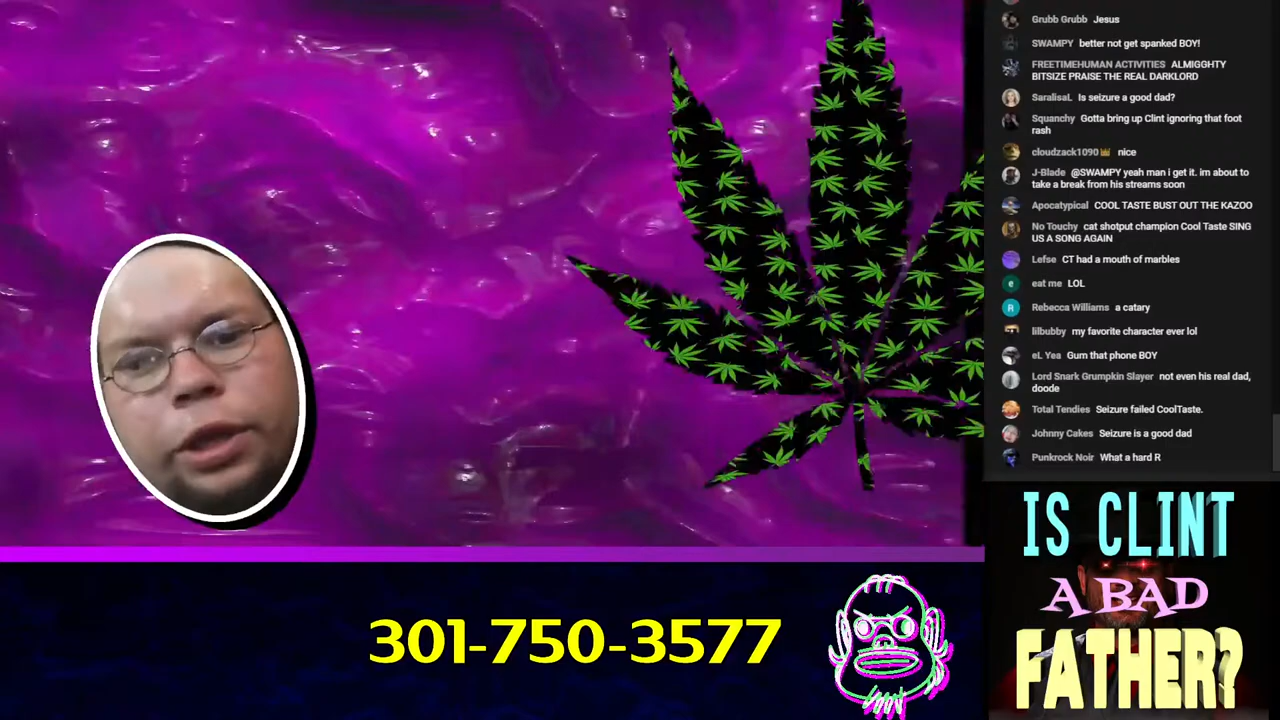 Grubb Grubb Jesus
SWAMPY better not get spanked BOY!
FREETIMEHUMAN ACTIVITIES ALMIGGHTY
BITSIZE PRAISE THE REAL DARKLORD
SaralisaL Is seizure a good dad?
Squanchy Gotta bring up Clint ignoring that foot
rash
cloudzack1090 nice
J-Blade @SWAMPY yeah man i get it. im about to
take a break from his streams soon
Apocatypical COOL TASTE BUST OUT THE KAZOO
No Touchy cat shotput champion Cool Taste SING
US A SONG AGAIN
Lefse CT had a mouth of marbles
e eat me LOL
R Rebecca Williams a catary
lilbubby my favorite character ever lol
eL Yea Gum that phone BOY
Lord Snark Grumpkin Slayer not even his real dad,
doode
Total Tendies Seizure failed CoolTaste.
Johnny Cakes Seizure is a good dad
Punkrock Noir What a hard R
IS CLINT
A BAD
FATHER?
301-750-3577